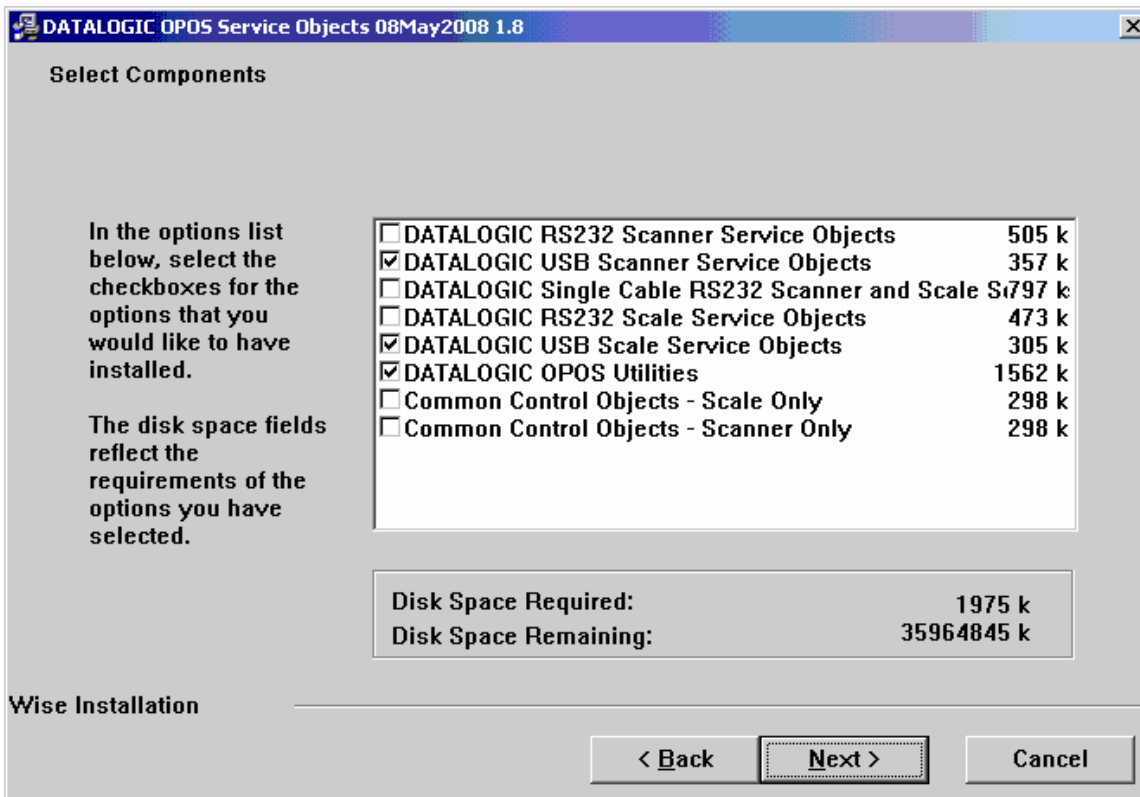 DATALOGIC OPOS Service Objects 08May2008 1.8
Select Components
In the options list
below, select the
checkboxes for the
options that you
would like to have
installed.
The disk space fields
reflect the
requirements of the
options you have
selected.
DATALOGIC RS232 Scanner Service Objects 505 k
DATALOGIC USB Scanner Service Objects 357 k
DATALOGIC Single Cable RS232 Scanner and Scale 797 k
DATALOGIC RS232 Scale Service Objects 473 k
DATALOGIC USB Scale Service Objects 305 k
DATALOGIC OPOS Utilities 1562 k
Common Control Objects - Scale Only 298 k
Common Control Objects - Scanner Only 298 k
Disk Space Required: 1975 k
Disk Space Remaining: 35964845 k
Wise Installation
< Back Next > Cancel